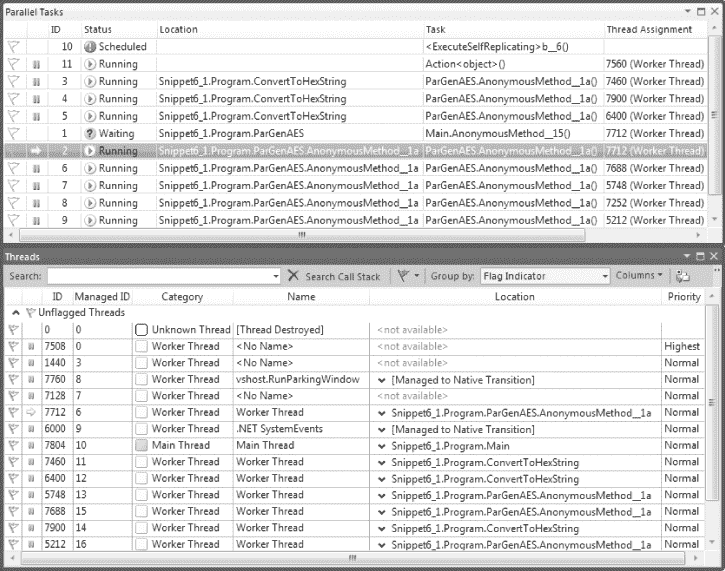 Parallel Tasks
ID Status Location Task Thread Assignment
10 Scheduled <ExecuteSelfReplicating>b__6()
11 Running Action<object>() 7560 (Worker Thread)
3 Running Snippet6_1.Program.ConvertToHexString ParGenAES.AnonymousMethod__1a() 7460 (Worker Thread)
4 Running Snippet6_1.Program.ConvertToHexString ParGenAES.AnonymousMethod__1a() 7900 (Worker Thread)
5 Running Snippet6_1.Program.ConvertToHexString ParGenAES.AnonymousMethod__1a() 6400 (Worker Thread)
1 Waiting Snippet6_1.Program.ParGenAES Main.AnonymousMethod__15() 7712 (Worker Thread)
2 Running Snippet6_1.Program.ParGenAES.AnonymousMethod__1a ParGenAES.AnonymousMethod__1a() 7712 (Worker Thread)
6 Running Snippet6_1.Program.ParGenAES.AnonymousMethod__1a ParGenAES.AnonymousMethod__1a() 7688 (Worker Thread)
7 Running Snippet6_1.Program.ParGenAES.AnonymousMethod__1a ParGenAES.AnonymousMethod__1a() 5748 (Worker Thread)
8 Running Snippet6_1.Program.ParGenAES.AnonymousMethod__1a ParGenAES.AnonymousMethod__1a() 7252 (Worker Thread)
9 Running Snippet6_1.Program.ParGenAES.AnonymousMethod__1a ParGenAES.AnonymousMethod__1a() 5212 (Worker Thread)
Threads
Search: Search Call Stack Group by: Flag Indicator Columns
ID Managed ID Category Name Location Priority
Unflagged Threads
0 0 Unknown Thread [Thread Destroyed] <not available>
7508 0 Worker Thread <No Name> <not available> Highest
1440 3 Worker Thread <No Name> <not available> Normal
7760 8 Worker Thread vshost.RunParkingWindow [Managed to Native Transition] Normal
7128 7 Worker Thread <No Name> <not available> Normal
7712 6 Worker Thread Worker Thread Snippet6_1.Program.ParGenAES.AnonymousMethod__1a Normal
6000 9 Worker Thread .NET SystemEvents [Managed to Native Transition] Normal
7804 10 Main Thread Main Thread Snippet6_1.Program.Main Normal
7460 11 Worker Thread Worker Thread Snippet6_1.Program.ConvertToHexString Normal
6400 12 Worker Thread Worker Thread Snippet6_1.Program.ConvertToHexString Normal
5748 13 Worker Thread Worker Thread Snippet6_1.Program.ParGenAES.AnonymousMethod__1a Normal
7688 15 Worker Thread Worker Thread Snippet6_1.Program.ParGenAES.AnonymousMethod__1a Normal
7900 14 Worker Thread Worker Thread Snippet6_1.Program.ConvertToHexString Normal
5212 16 Worker Thread Worker Thread Snippet6_1.Program.ParGenAES.AnonymousMethod__1a Normal